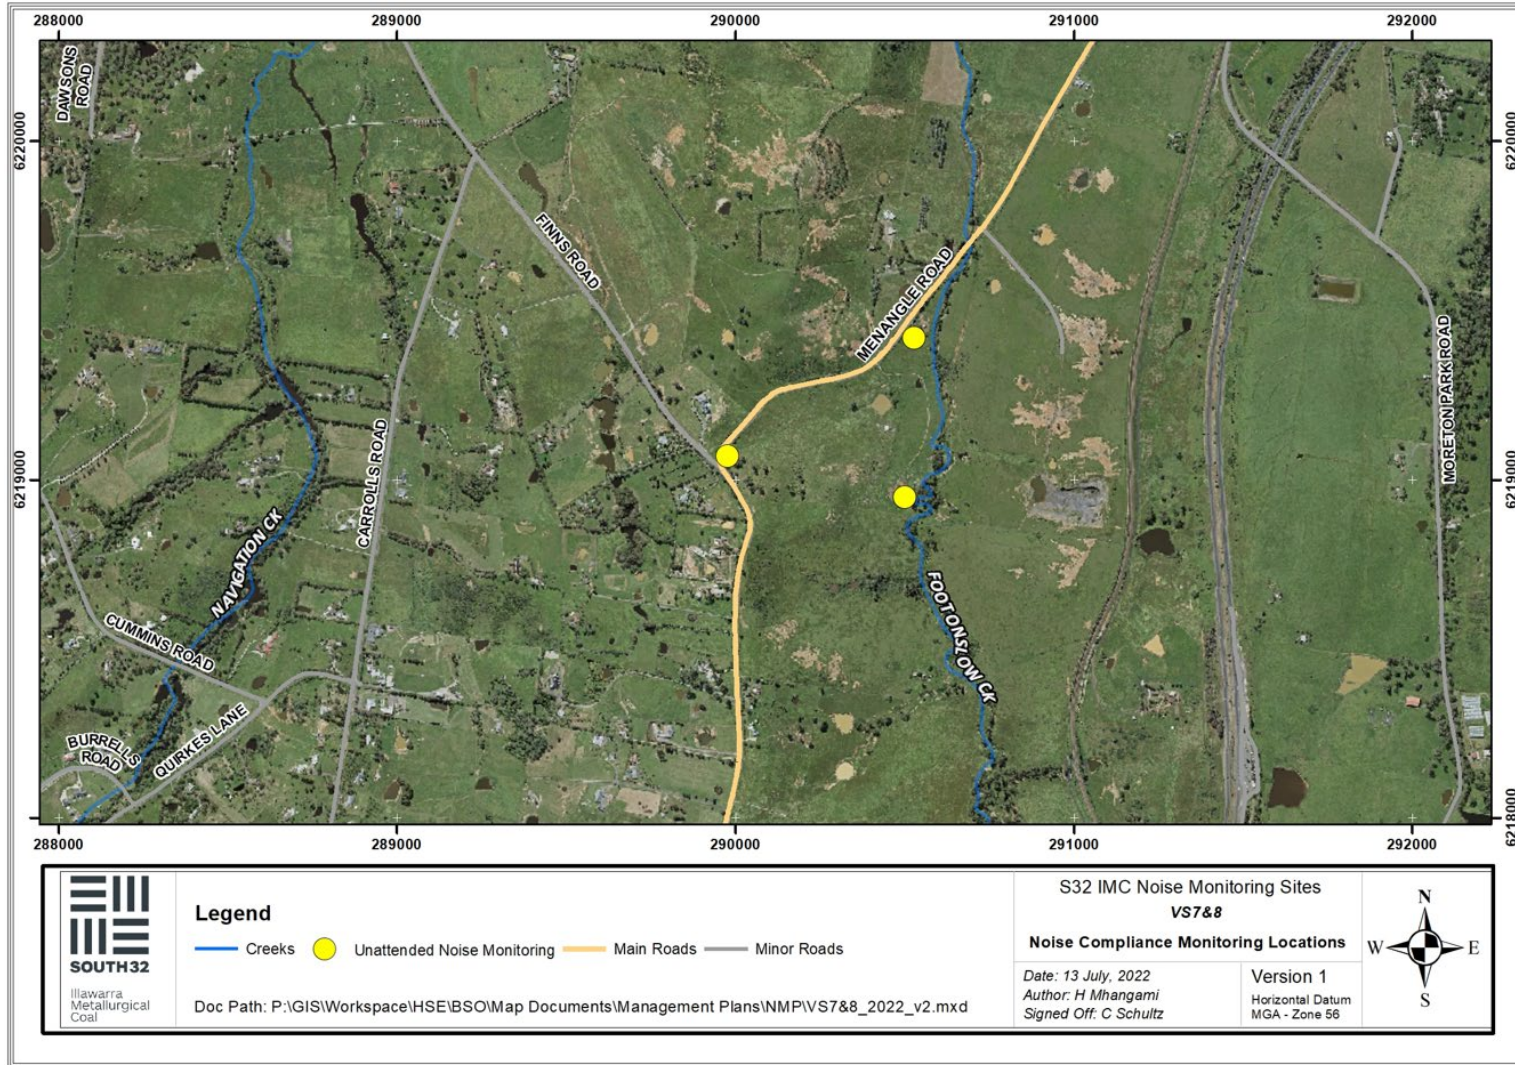 288000
289000
290000
291000
292000
6220000
6220000
6219000
6219000
6218000
DAWSONS
ROAD
FINNS ROAD
MENANGLE ROAD
CARROLLS ROAD
MORETON PARK ROAD
NAVIGATION CK
FOOTONSLOW CK
CUMMINS ROAD
QUIRKES LANE
BURRELLS
ROAD
288000
289000
290000
291000
292000
SOUTH32
Illawarra
Metallurgical
Coal
Legend
Creeks
Unattended Noise Monitoring
Main Roads
Minor Roads
Doc Path: P:\GIS\Workspace\HSE\BSO\Map Documents\Management Plans\NMP\VS7&8_2022_v2.mxd
S32 IMC Noise Monitoring Sites
VS7&8
Noise Compliance Monitoring Locations
Date: 13 July, 2022
Author: H Mhangami
Signed Off: C Schultz
Version 1
Horizontal Datum
MGA - Zone 56
N
W
E
S